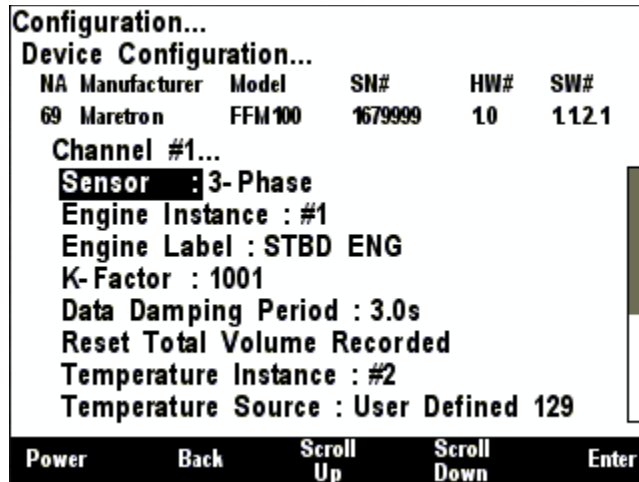 Configuration...
Device Configuration...
NA Manufacturer Model SN# HW# SW#
69 Maretron FFM100 1679999 1.0 1.1.2.1
Channel #1...
Sensor : 3-Phase
Engine Instance : #1
Engine Label : STBD ENG
K-Factor : 1001
Data Damping Period : 3.0s
Reset Total Volume Recorded
Temperature Instance : #2
Temperature Source : User Defined 129
Power Back Scroll Up Scroll Down Enter